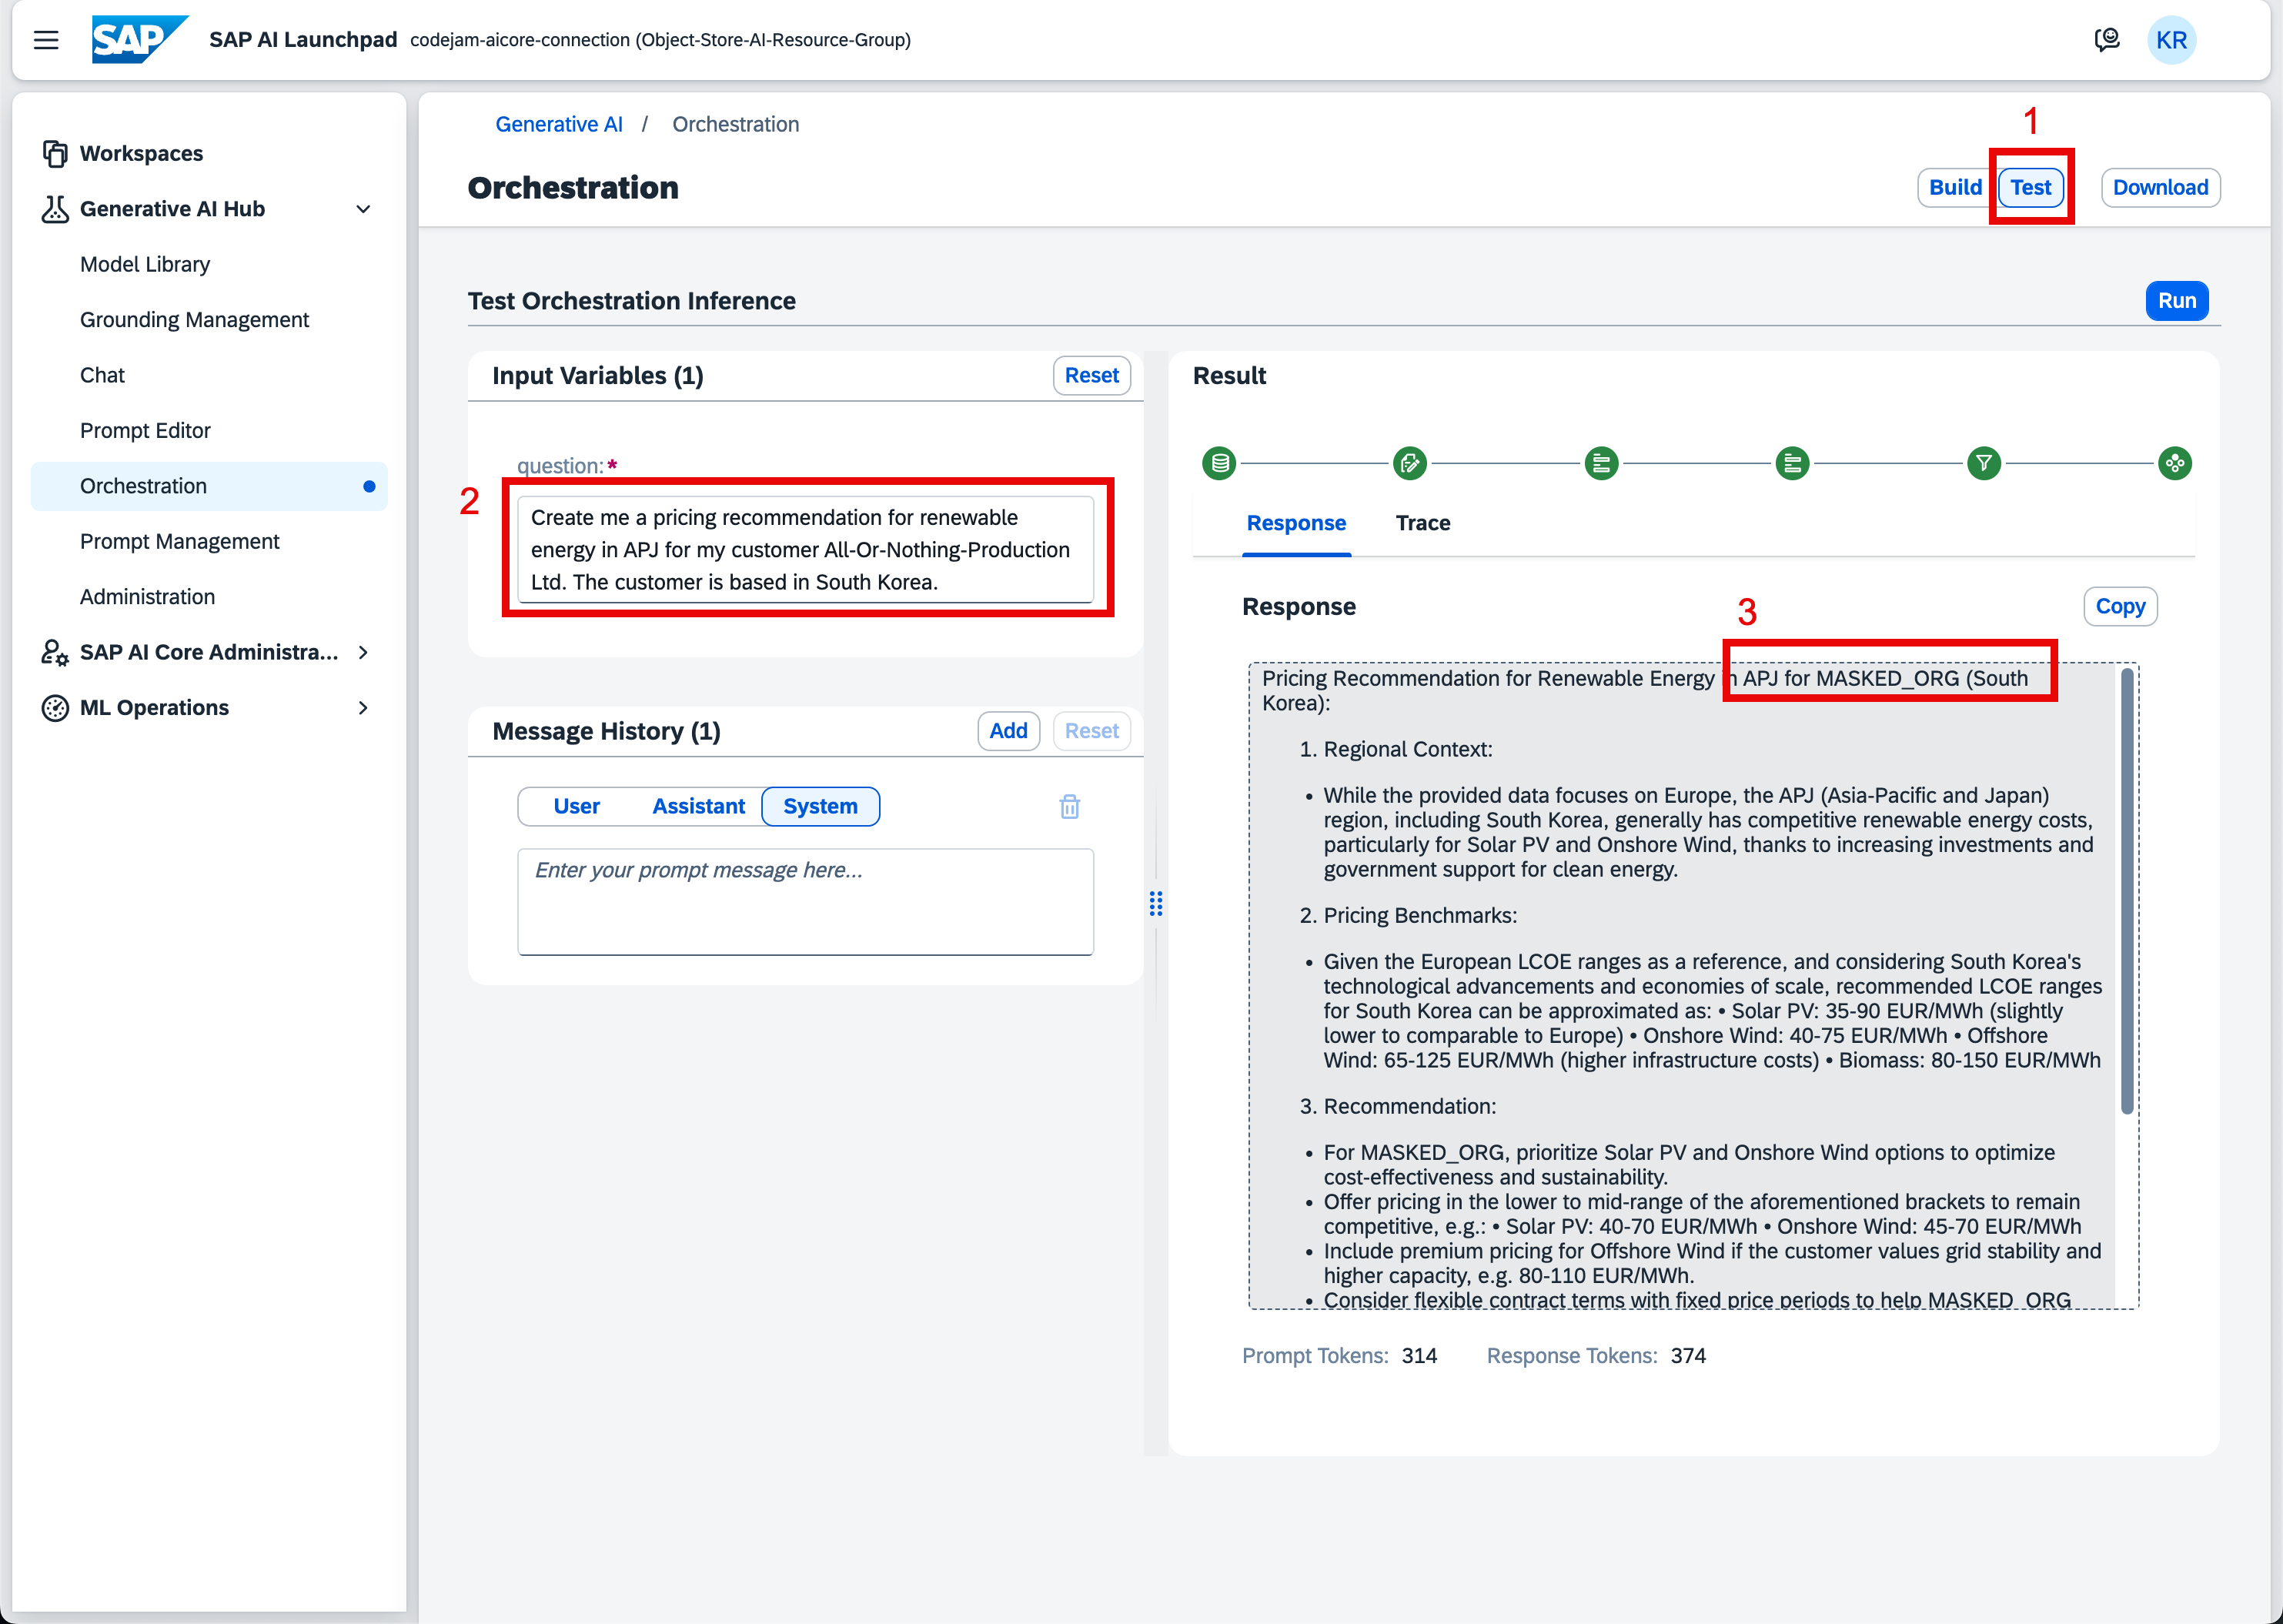 SAP SAP AI Launchpad codejam-aicore-connection (Object-Store-AI-Resource-Group) KR
Workspaces
Generative AI Hub
Model Library
Grounding Management
Chat
Prompt Editor
Orchestration
Prompt Management
Administration
SAP AI Core Administra...
ML Operations
Generative AI / Orchestration
1
Orchestration
Build Test Download
Test Orchestration Inference Run
Input Variables (1) Reset
question:*
2
Create me a pricing recommendation for renewable
energy in APJ for my customer All-Or-Nothing-Production
Ltd. The customer is based in South Korea.
Message History (1) Add Reset
User Assistant System
Enter your prompt message here...
Result
Response Trace
Response Copy
3
Pricing Recommendation for Renewable Energy in APJ for MASKED_ORG (South
Korea):
1. Regional Context:
• While the provided data focuses on Europe, the APJ (Asia-Pacific and Japan)
region, including South Korea, generally has competitive renewable energy costs,
particularly for Solar PV and Onshore Wind, thanks to increasing investments and
government support for clean energy.
2. Pricing Benchmarks:
• Given the European LCOE ranges as a reference, and considering South Korea's
technological advancements and economies of scale, recommended LCOE ranges
for South Korea can be approximated as: • Solar PV: 35-90 EUR/MWh (slightly
lower to comparable to Europe) • Onshore Wind: 40-75 EUR/MWh • Offshore
Wind: 65-125 EUR/MWh (higher infrastructure costs) • Biomass: 80-150 EUR/MWh
3. Recommendation:
• For MASKED_ORG, prioritize Solar PV and Onshore Wind options to optimize
cost-effectiveness and sustainability.
• Offer pricing in the lower to mid-range of the aforementioned brackets to remain
competitive, e.g.: • Solar PV: 40-70 EUR/MWh • Onshore Wind: 45-70 EUR/MWh
• Include premium pricing for Offshore Wind if the customer values grid stability and
higher capacity, e.g. 80-110 EUR/MWh.
• Consider flexible contract terms with fixed price periods to help MASKED_ORG
Prompt Tokens: 314 Response Tokens: 374